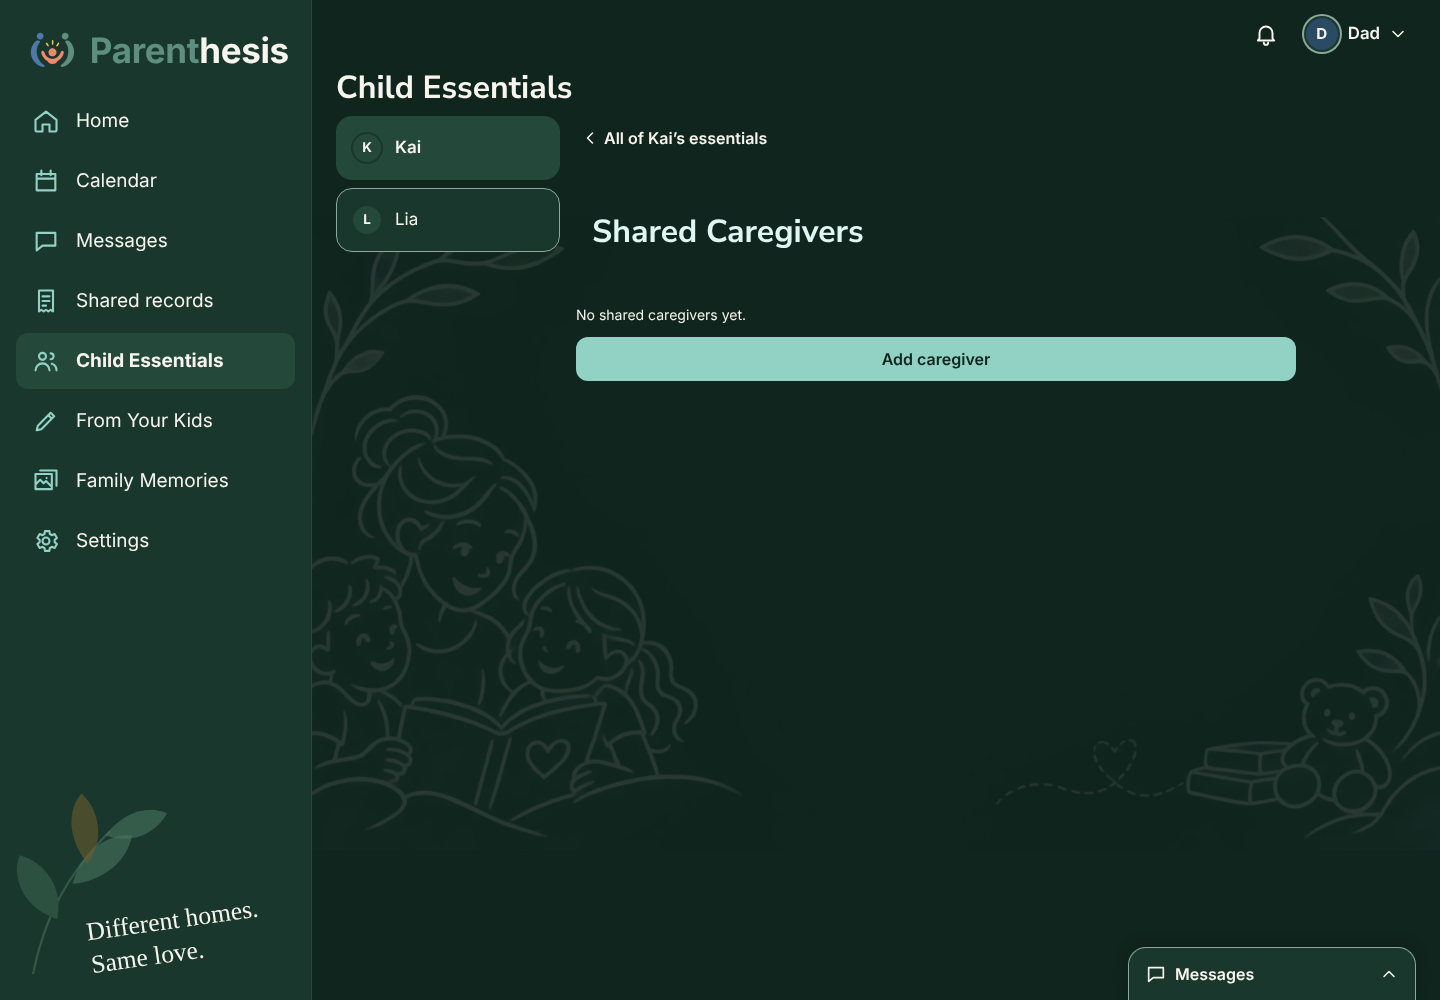 Parenthesis
Home
Calendar
Messages
Shared records
Child Essentials
From Your Kids
Family Memories
Settings
Different homes.
Same love.
D Dad
Child Essentials
K Kai
L Lia
All of Kai’s essentials
Shared Caregivers
No shared caregivers yet.
Add caregiver
Messages